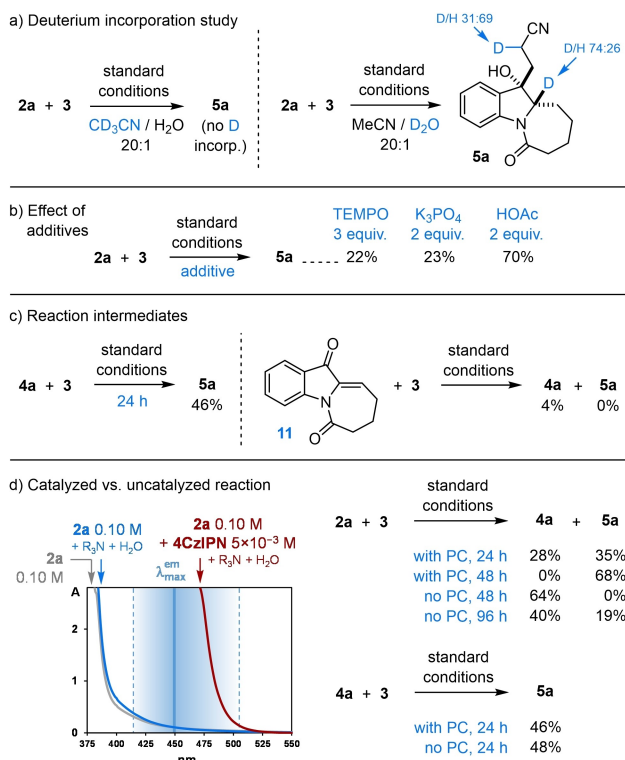 a) Deuterium incorporation study
2a + 3
standard
conditions
CD3CN / H2O
20:1
5a
(no D
incorp.)
2a + 3
standard
conditions
MeCN / D2O
20:1
D/H 31:69
CN
D
D/H 74:26
HO
D
N
O
5a
b) Effect of
additives
2a + 3
standard
conditions
additive
5a
TEMPO K3PO4 HOAc
3 equiv. 2 equiv. 2 equiv.
22% 23% 70%
c) Reaction intermediates
4a + 3
standard
conditions
24 h
5a
46%
O
N
O
11
+ 3
standard
conditions
4a + 5a
4% 0%
d) Catalyzed vs. uncatalyzed reaction
2a 0.10 M
+ R3N + H2O
2a 0.10 M
+ 4CzIPN 5×10−3 M
+ R3N + H2O
2a
0.10 M
λmax em
A
2
1
0
375 400 425 450 475 500 525 550
nm
2a + 3
standard
conditions
4a + 5a
with PC, 24 h 28% 35%
with PC, 48 h 0% 68%
no PC, 48 h 64% 0%
no PC, 96 h 40% 19%
4a + 3
standard
conditions
5a
with PC, 24 h 46%
no PC, 24 h 48%